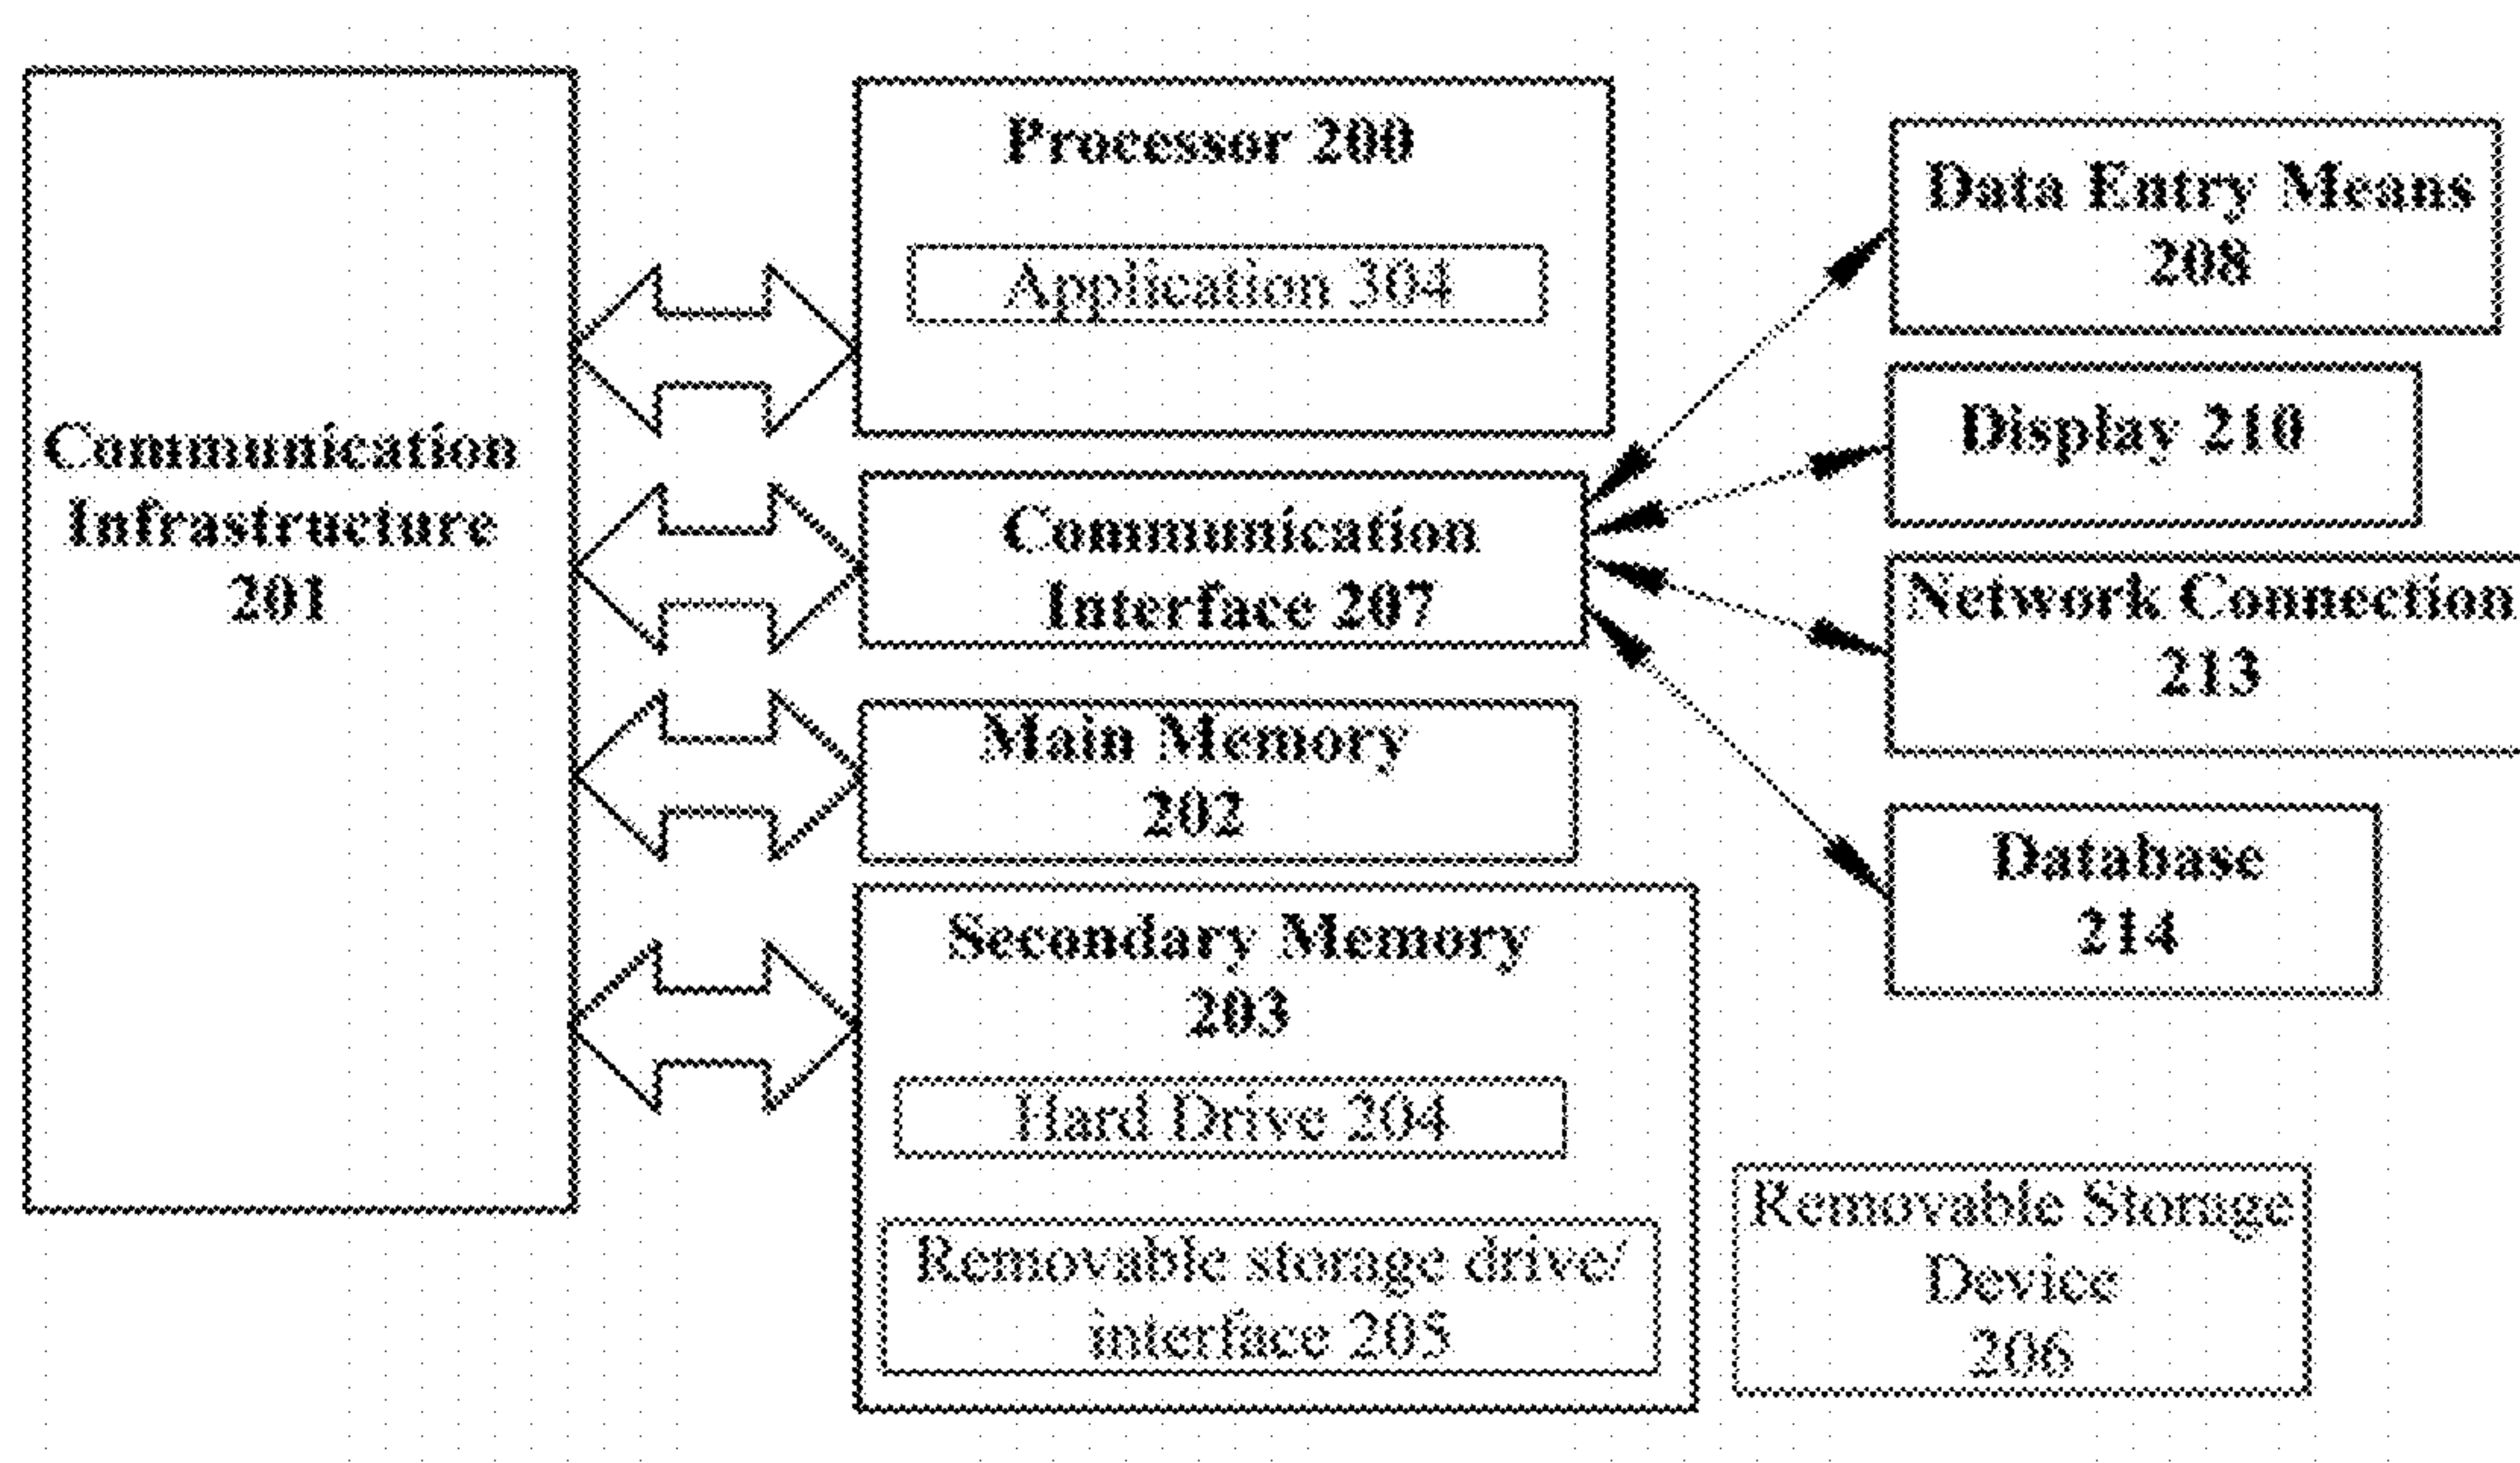 Communication
Infrastructure
201
Processor 200
Application 304
Communication
Interface 207
Main Memory
202
Secondary Memory
203
Hard Drive 204
Removable storage drive/
interface 205
Data Entry Means
208
Display 210
Network Connection
213
Database
214
Removable Storage
Device
206